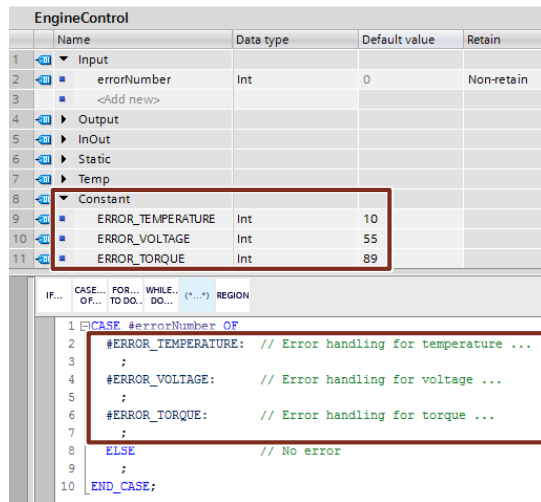 EngineControl
Name Data type Default value Retain
1 Input
2 errorNumber Int 0 Non-retain
3 <Add new>
4 Output
5 InOut
6 Static
7 Temp
8 Constant
9 ERROR_TEMPERATURE Int 10
10 ERROR_VOLTAGE Int 55
11 ERROR_TORQUE Int 89
IF... CASE... OF... FOR... TO DO.. WHILE.. DO... (*...*) REGION
1 CASE #errorNumber OF
2 #ERROR_TEMPERATURE: // Error handling for temperature ...
3 ;
4 #ERROR_VOLTAGE: // Error handling for voltage ...
5 ;
6 #ERROR_TORQUE: // Error handling for torque ...
7 ;
8 ELSE // No error
9 ;
10 END_CASE;